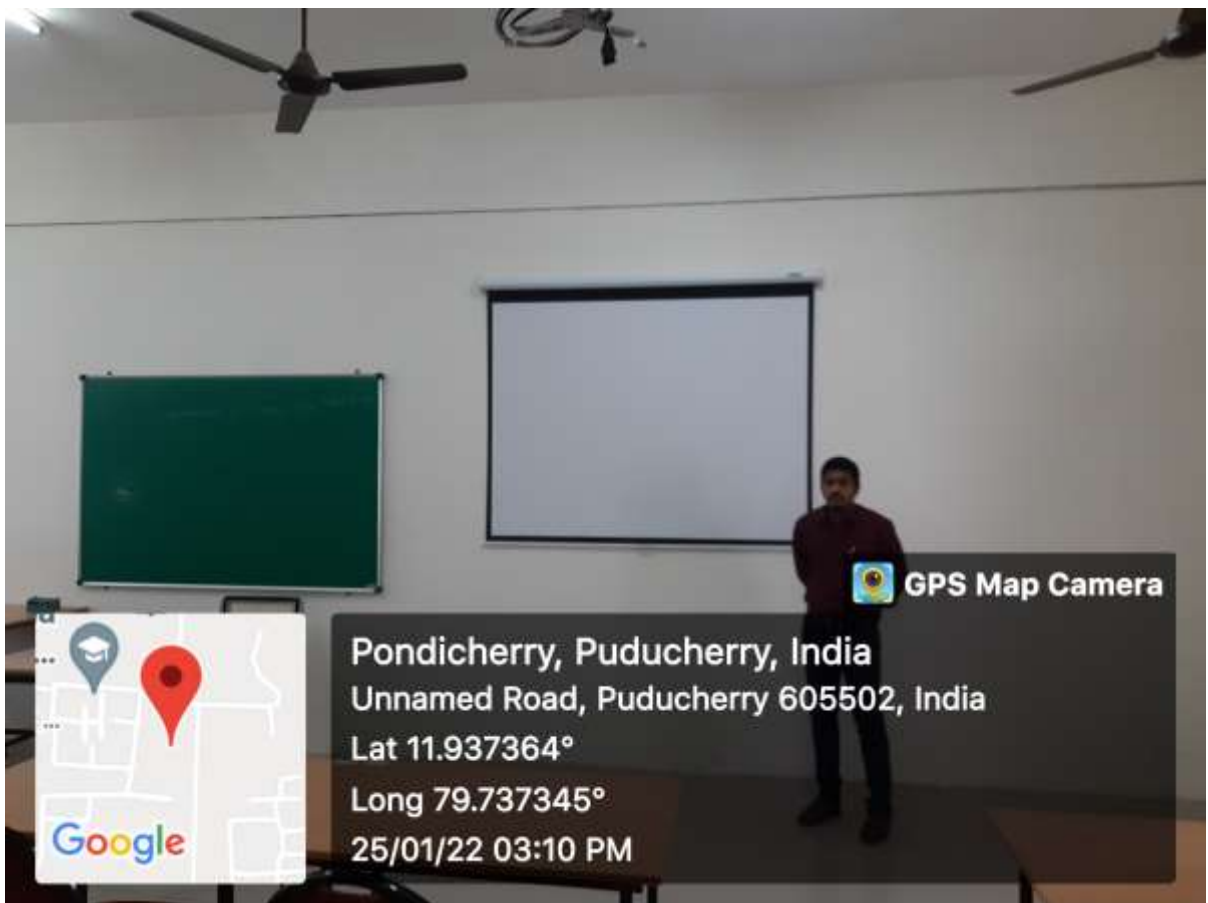 GPS Map Camera
Pondicherry, Puducherry, India
Unnamed Road, Puducherry 605502, India
Lat 11.937364°
Long 79.737345°
25/01/22 03:10 PM
Google